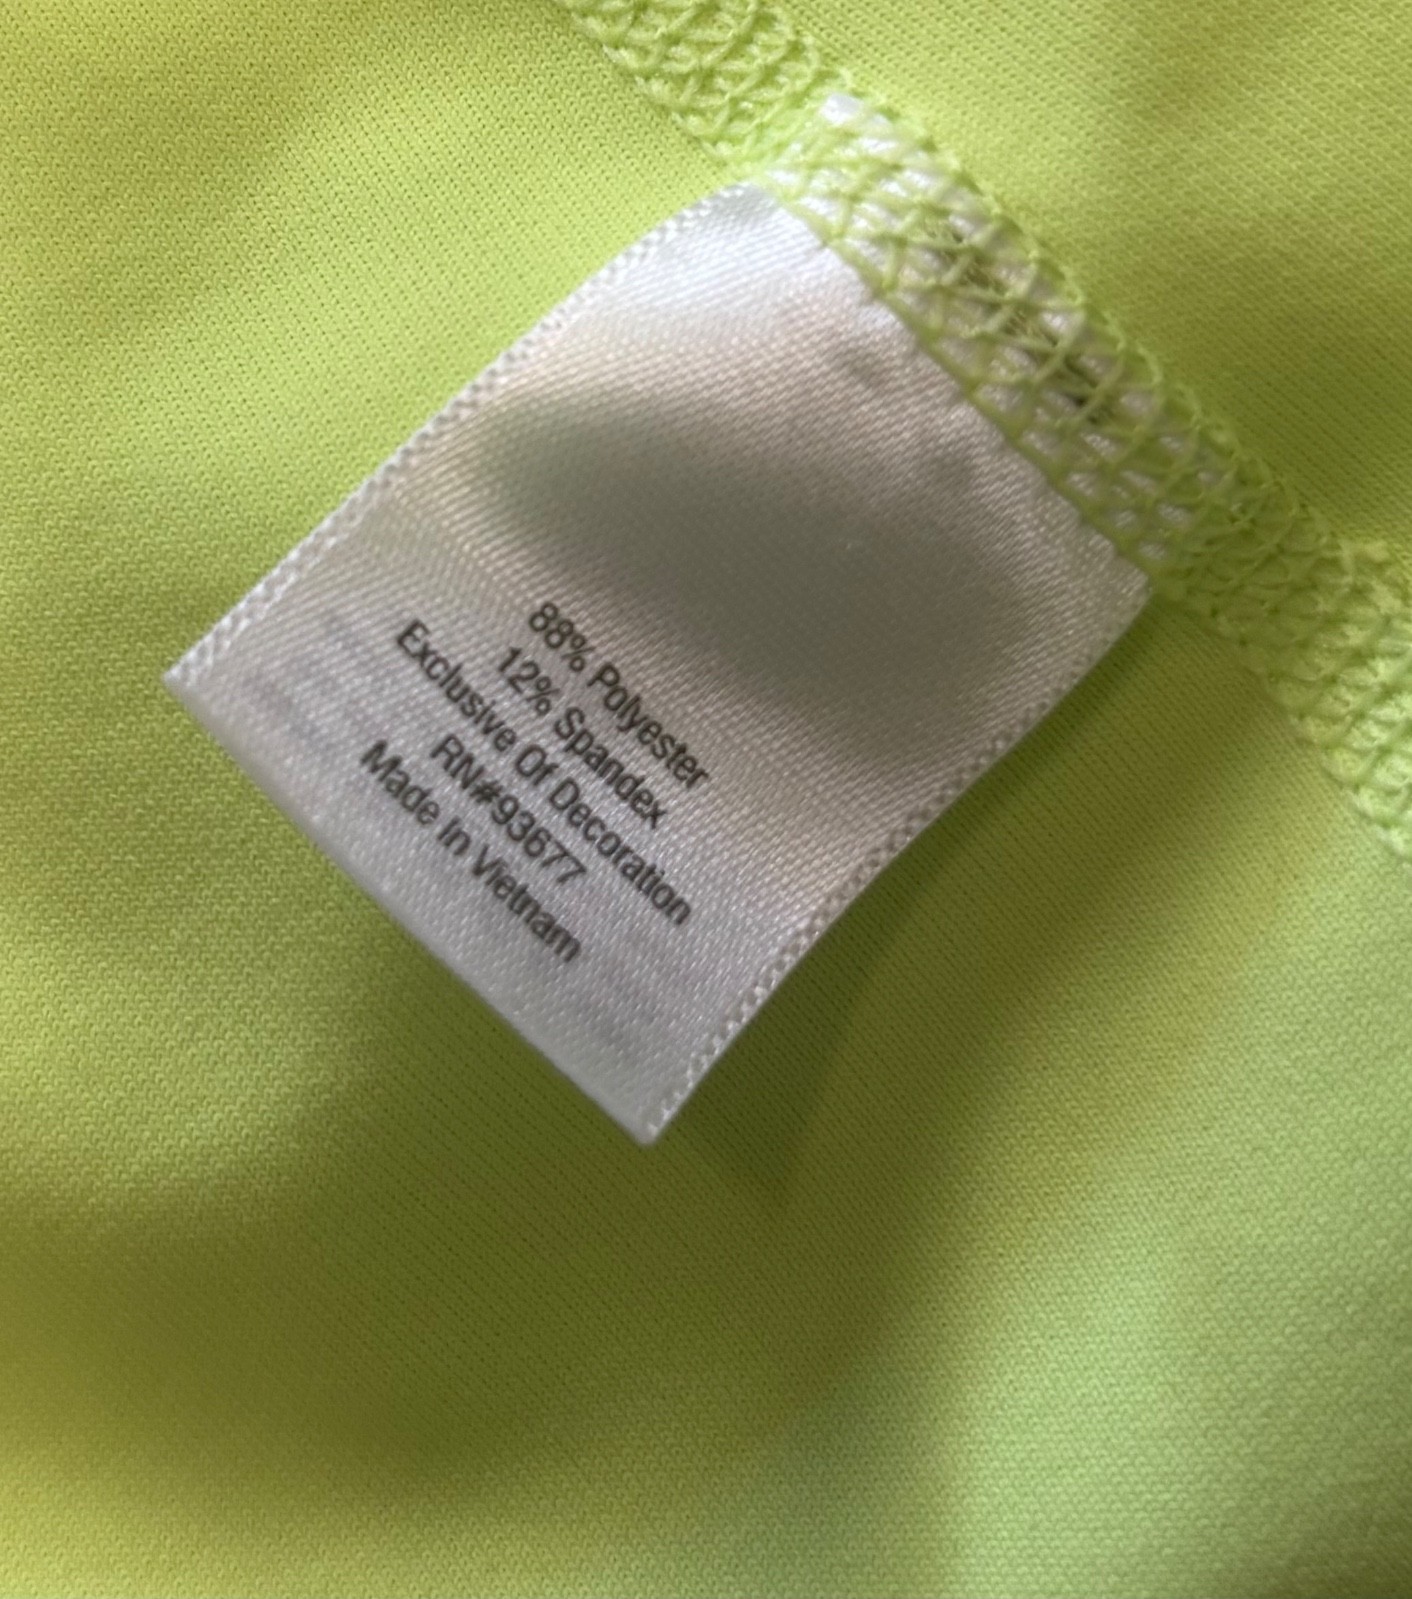 88% Polyester
12% Spandex
Exclusive Of Decoration
RN#93677
Made In Vietnam